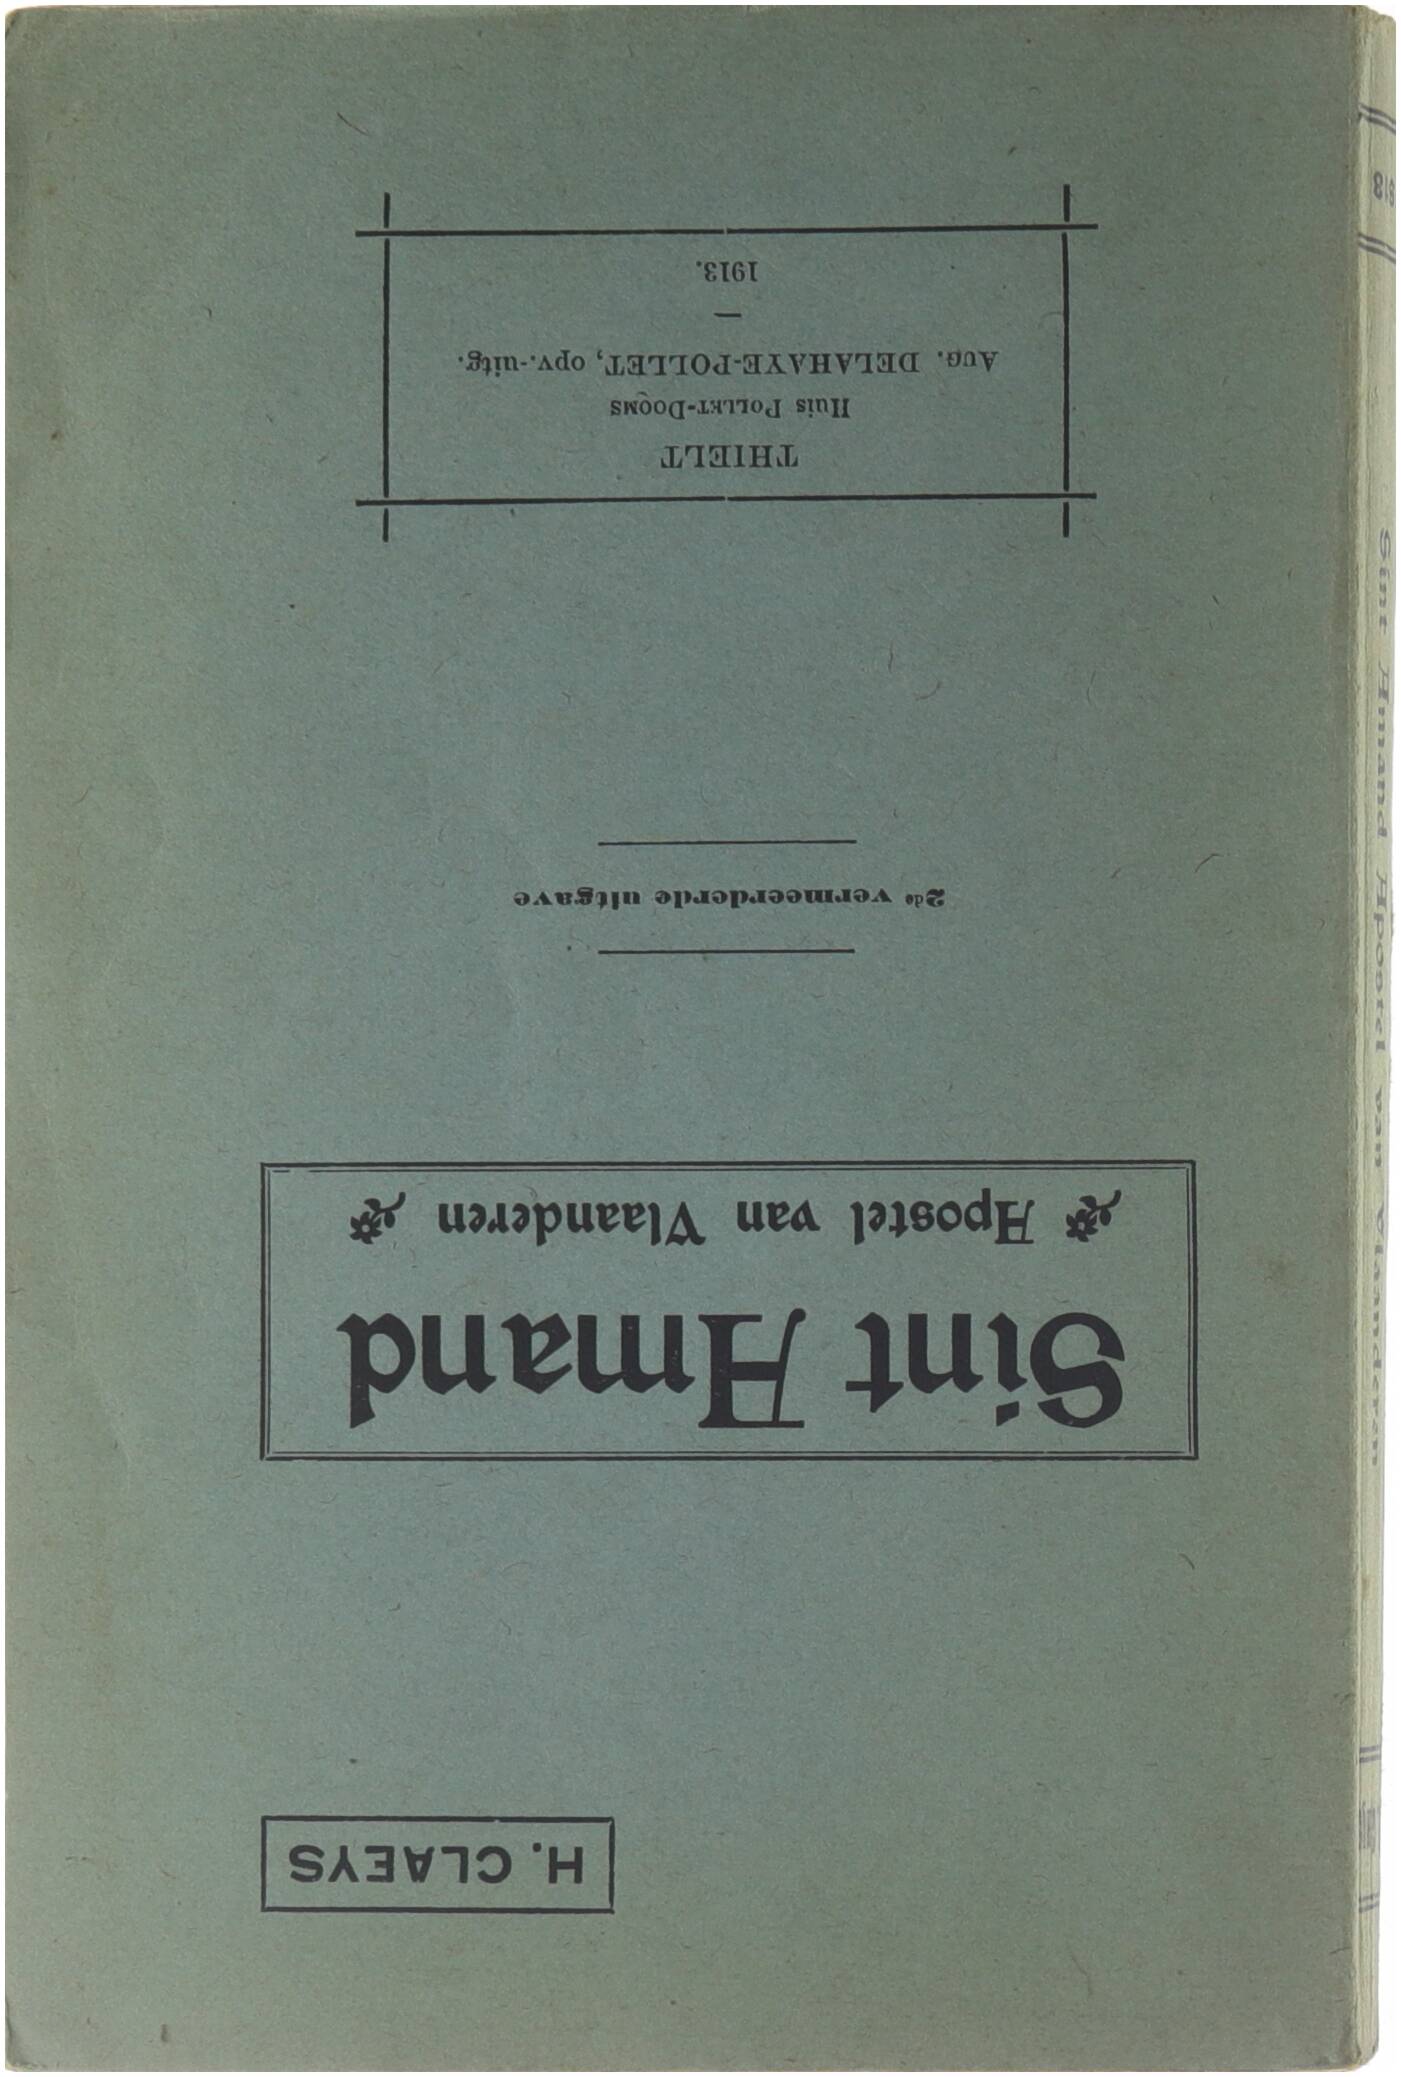 H. CLAEYS
Sint Amand
Apostel van Vlaanderen
2de vermeerderde uitgave
THIELT
Huis POLLET-DOOMS
AUG. DELAHAYE-POLLET, opv.-uitg.
—
1913.
Sint Amand Apostel van Vlaanderen